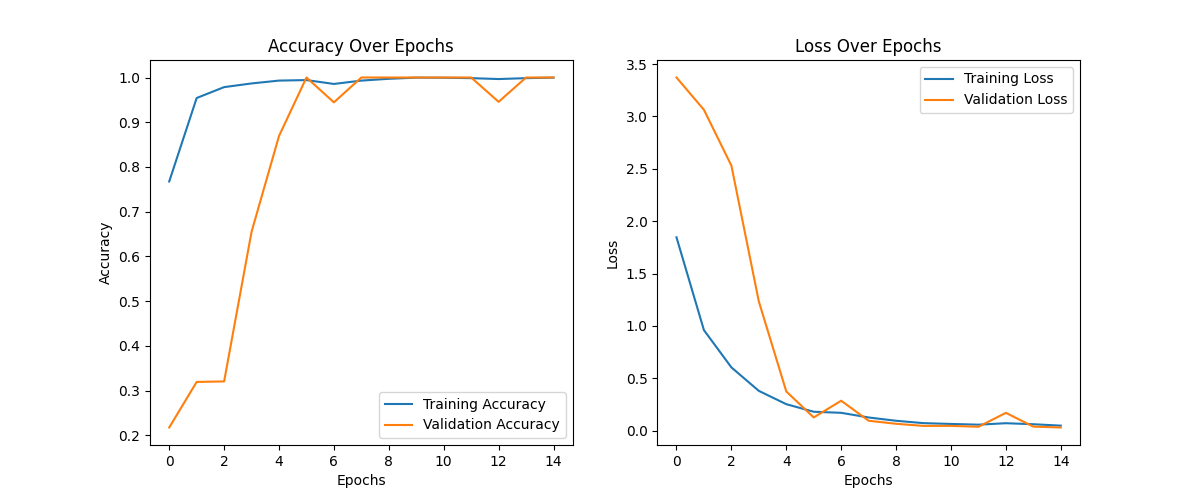 Accuracy Over Epochs
Accuracy
1.0
0.9
0.8
0.7
0.6
0.5
0.4
0.3
0.2
0 2 4 6 8 10 12 14
Epochs
Training Accuracy
Validation Accuracy
Loss Over Epochs
Loss
3.5
3.0
2.5
2.0
1.5
1.0
0.5
0.0
0 2 4 6 8 10 12 14
Epochs
Training Loss
Validation Loss